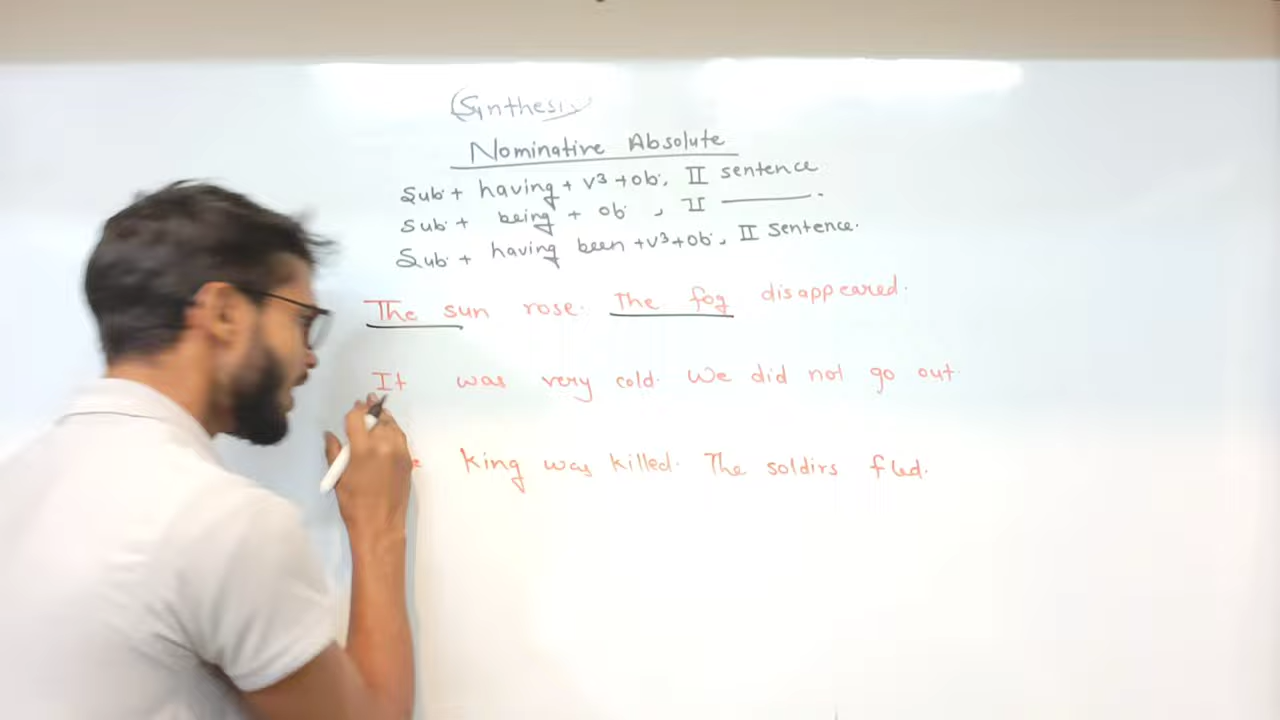 Synthesis
Nominative Absolute
Sub + having + V3 + ob, II sentence
Sub + being + ob, II ———.
Sub + having been + V3 + ob, II sentence.
The sun rose. The fog disappeared.
It was very cold. We did not go out.
King was killed. The soldirs fled.